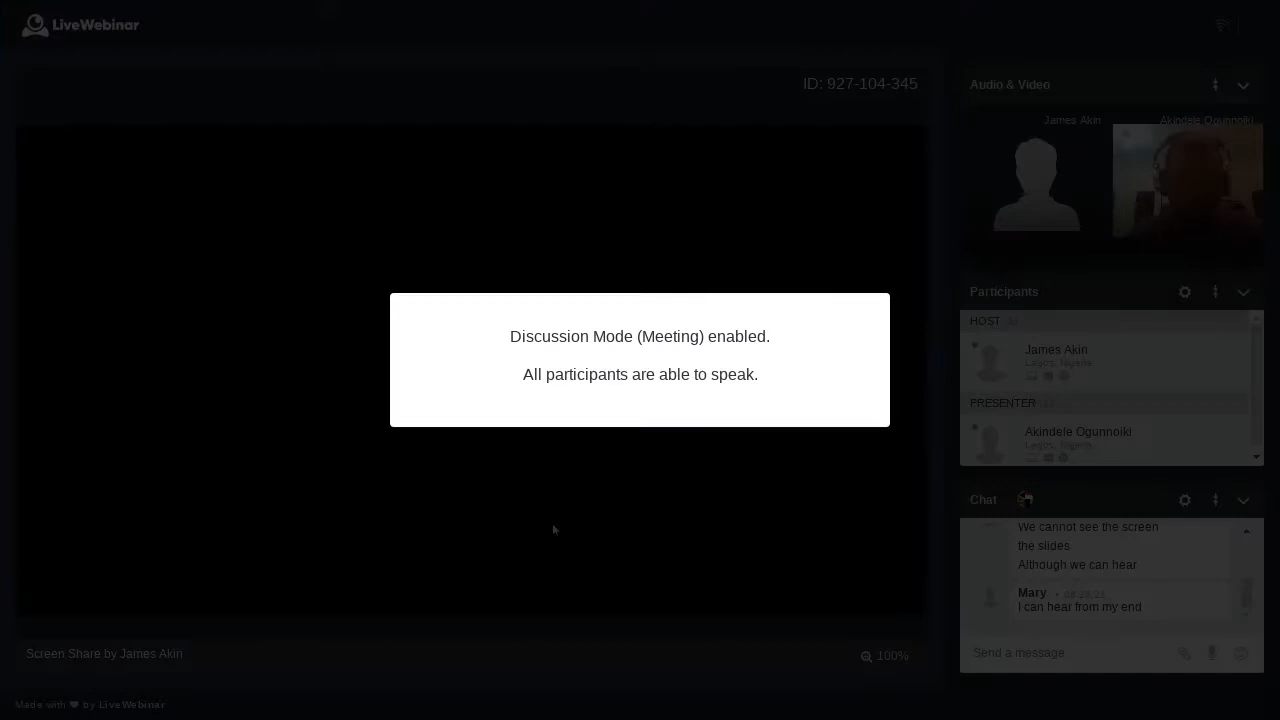 LiveWebinar
ID: 927-104-345
Audio & Video
James Akin
Akindele Ogunnoiki
Participants
HOST
James Akin
Lagos, Nigeria
PRESENTER
Akindele Ogunnoiki
Lagos, Nigeria
Discussion Mode (Meeting) enabled.
All participants are able to speak.
Chat
We cannot see the screen
the slides
Although we can hear
Mary
I can hear from my end
Send a message
Screen Share by James Akin
100%
Made with ❤ by LiveWebinar